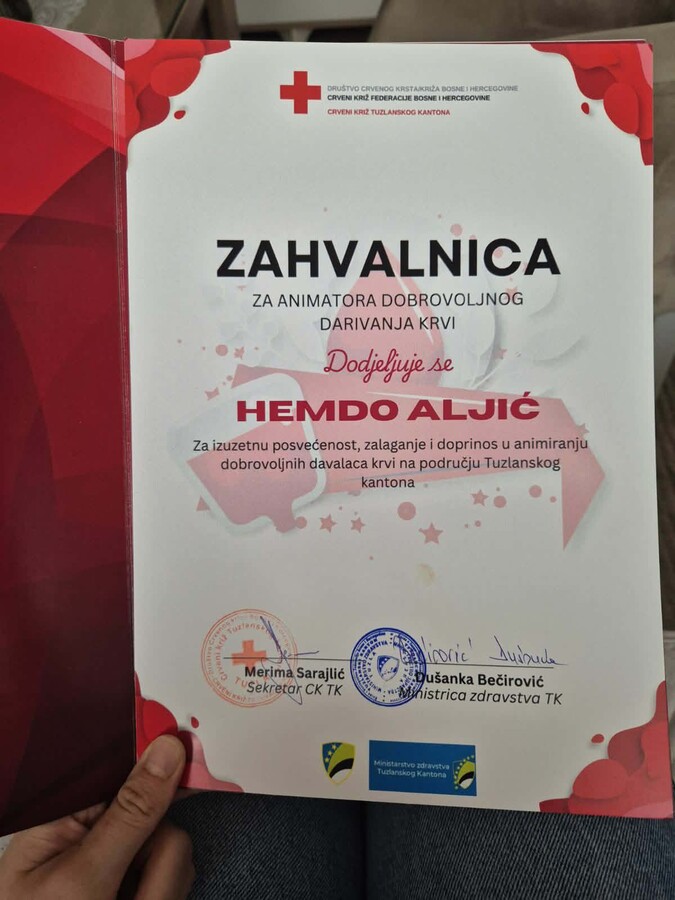 DRUŠTVO CRVENOG KRSTA/KRIŽA BOSNE I HERCEGOVINE
CRVENI KRIŽ FEDERACIJE BOSNE I HERCEGOVINE
CRVENI KRIŽ TUZLANSKOG KANTONA
ZAHVALNICA
ZA ANIMATORA DOBROVOLJNOG
DARIVANJA KRVI
Dodjeljuje se
HEMDO ALJIĆ
Za izuzetnu posvećenost, zalaganje i doprinos u animiranju
dobrovoljnih davalaca krvi na području Tuzlanskog
kantona
Merima Sarajlić
Sekretar CK TK
Dušanka Bečirović
Ministrica zdravstva TK
Ministarstvo zdravstva
Tuzlanskog Kantona